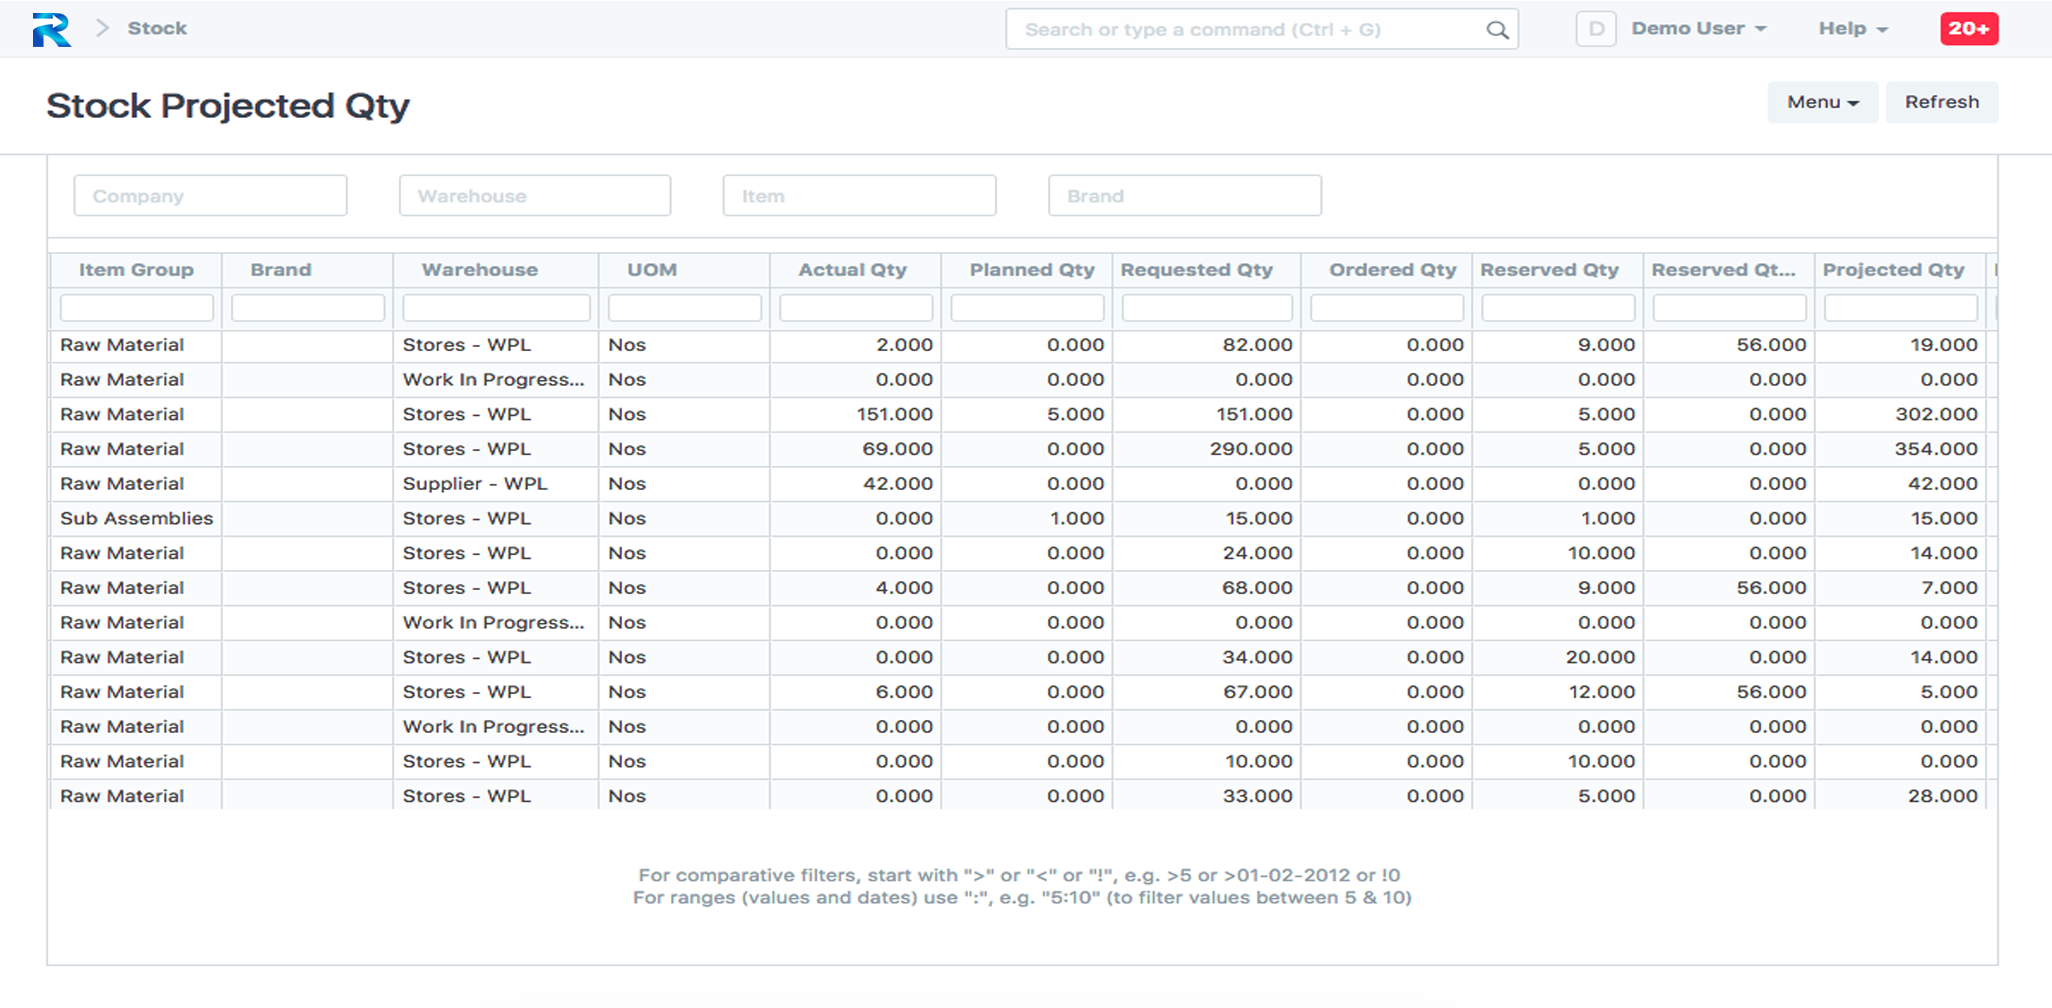 Stock
Search or type a command (Ctrl + G)
D Demo User Help 20+
Stock Projected Qty
Menu Refresh
Company Warehouse Item Brand
Item Group Brand Warehouse UOM Actual Qty Planned Qty Requested Qty Ordered Qty Reserved Qty Reserved Qt... Projected Qty
Raw Material Stores - WPL Nos 2.000 0.000 82.000 0.000 9.000 56.000 19.000
Raw Material Work In Progress... Nos 0.000 0.000 0.000 0.000 0.000 0.000 0.000
Raw Material Stores - WPL Nos 151.000 5.000 151.000 0.000 5.000 0.000 302.000
Raw Material Stores - WPL Nos 69.000 0.000 290.000 0.000 5.000 0.000 354.000
Raw Material Supplier - WPL Nos 42.000 0.000 0.000 0.000 0.000 0.000 42.000
Sub Assemblies Stores - WPL Nos 0.000 1.000 15.000 0.000 1.000 0.000 15.000
Raw Material Stores - WPL Nos 0.000 0.000 24.000 0.000 10.000 0.000 14.000
Raw Material Stores - WPL Nos 4.000 0.000 68.000 0.000 9.000 56.000 7.000
Raw Material Work In Progress... Nos 0.000 0.000 0.000 0.000 0.000 0.000 0.000
Raw Material Stores - WPL Nos 0.000 0.000 34.000 0.000 20.000 0.000 14.000
Raw Material Stores - WPL Nos 6.000 0.000 67.000 0.000 12.000 56.000 5.000
Raw Material Work In Progress... Nos 0.000 0.000 0.000 0.000 0.000 0.000 0.000
Raw Material Stores - WPL Nos 0.000 0.000 10.000 0.000 10.000 0.000 0.000
Raw Material Stores - WPL Nos 0.000 0.000 33.000 0.000 5.000 0.000 28.000
For comparative filters, start with ">" or "<" or "!", e.g. >5 or >01-02-2012 or !0
For ranges (values and dates) use ":", e.g. "5:10" (to filter values between 5 & 10)